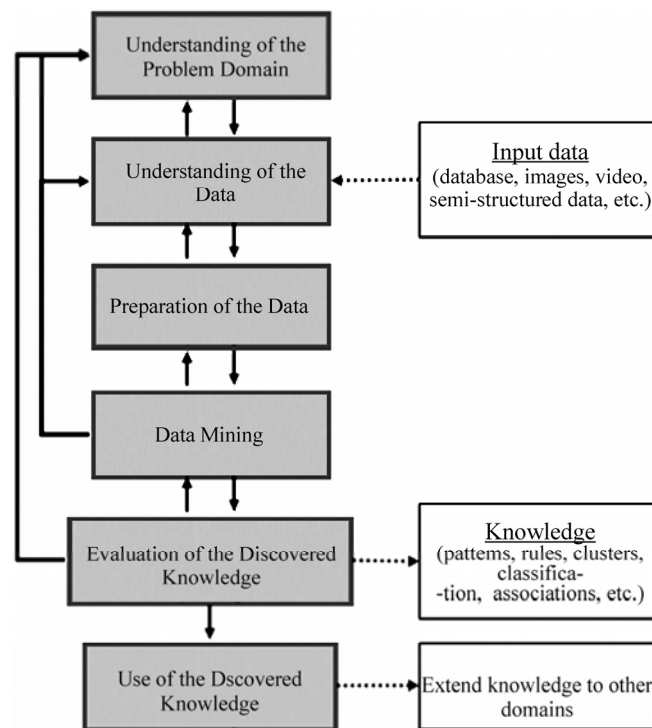 Understanding of the
Problem Domain
Understanding of the
Data
Input data
(database, images, video,
semi-structured data, etc.)
Preparation of the Data
Data Mining
Evaluation of the Discovered
Knowledge
Knowledge
(patterns, rules, clusters,
classifica-
-tion, associations, etc.)
Use of the Dscovered
Knowledge
Extend knowledge to other
domains